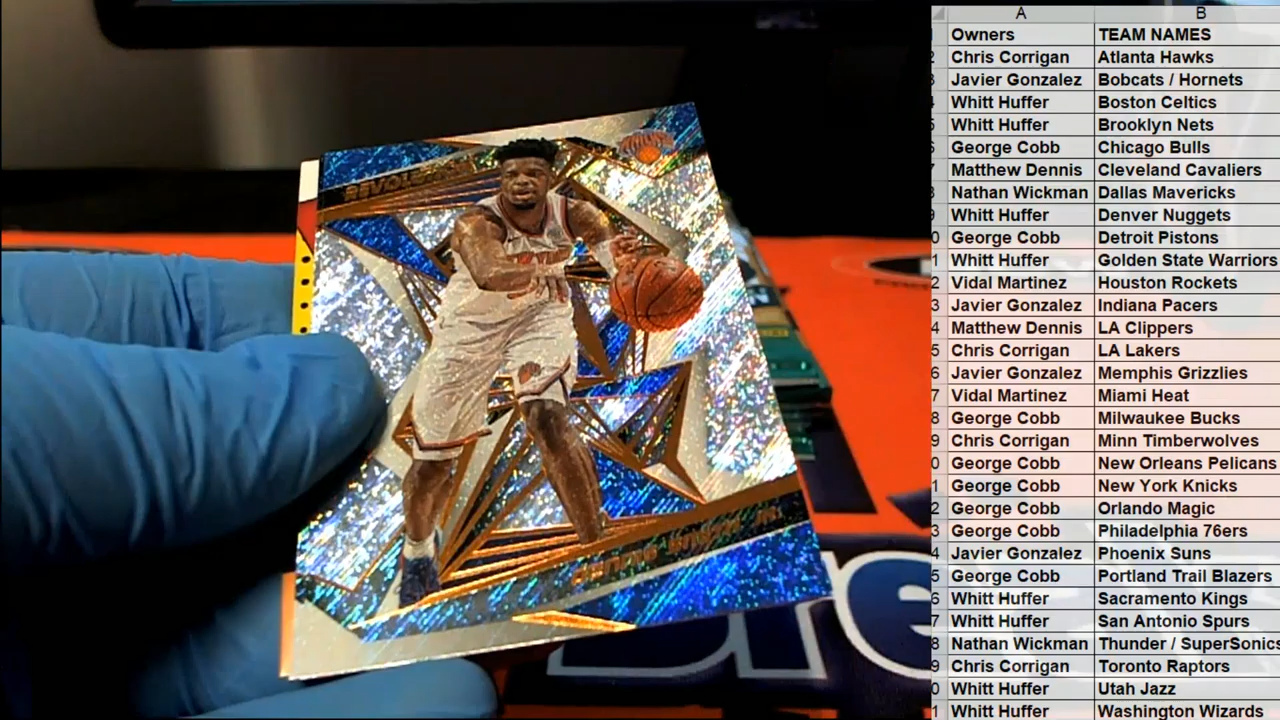 A B
Owners TEAM NAMES
Chris Corrigan Atlanta Hawks
Javier Gonzalez Bobcats / Hornets
Whitt Huffer Boston Celtics
Whitt Huffer Brooklyn Nets
George Cobb Chicago Bulls
Matthew Dennis Cleveland Cavaliers
Nathan Wickman Dallas Mavericks
Whitt Huffer Denver Nuggets
George Cobb Detroit Pistons
Whitt Huffer Golden State Warriors
Vidal Martinez Houston Rockets
Javier Gonzalez Indiana Pacers
Matthew Dennis LA Clippers
Chris Corrigan LA Lakers
Javier Gonzalez Memphis Grizzlies
Vidal Martinez Miami Heat
George Cobb Milwaukee Bucks
Chris Corrigan Minn Timberwolves
George Cobb New Orleans Pelicans
George Cobb New York Knicks
George Cobb Orlando Magic
George Cobb Philadelphia 76ers
Javier Gonzalez Phoenix Suns
George Cobb Portland Trail Blazers
Whitt Huffer Sacramento Kings
Whitt Huffer San Antonio Spurs
Nathan Wickman Thunder / SuperSonics
Chris Corrigan Toronto Raptors
Whitt Huffer Utah Jazz
Whitt Huffer Washington Wizards